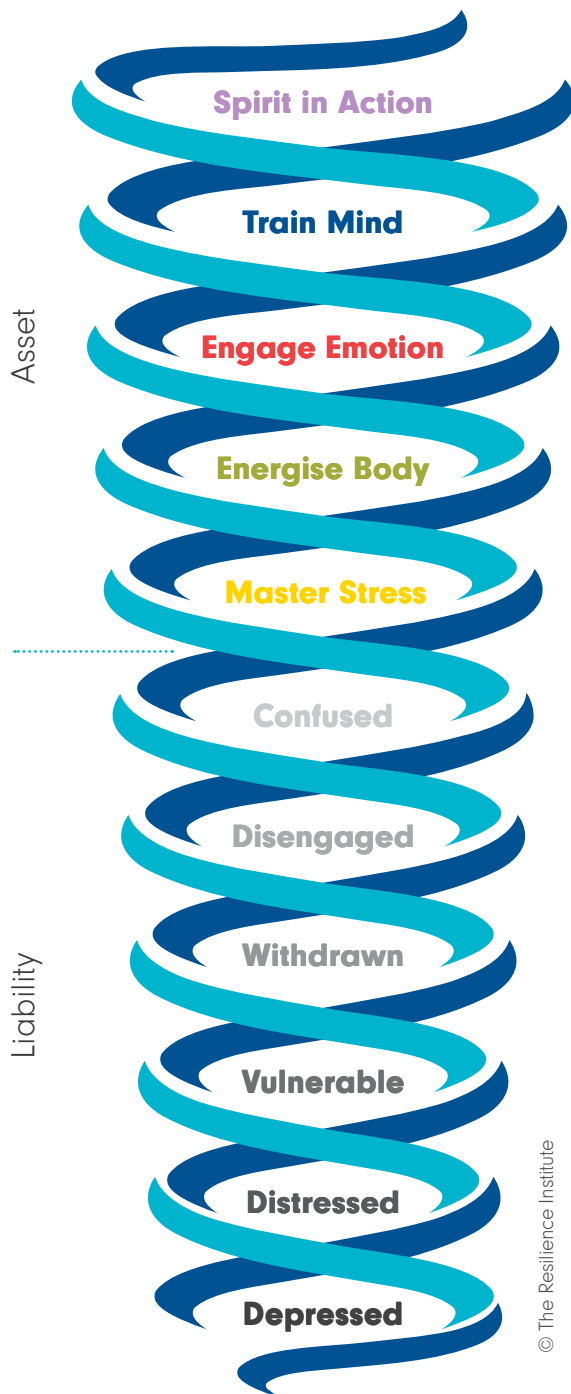 Spirit in Action
Train Mind
Asset
Engage Emotion
Energise Body
Master Stress
Confused
Disengaged
Withdrawn
Liability
Vulnerable
Distressed
Depressed
© The Resilience Institute